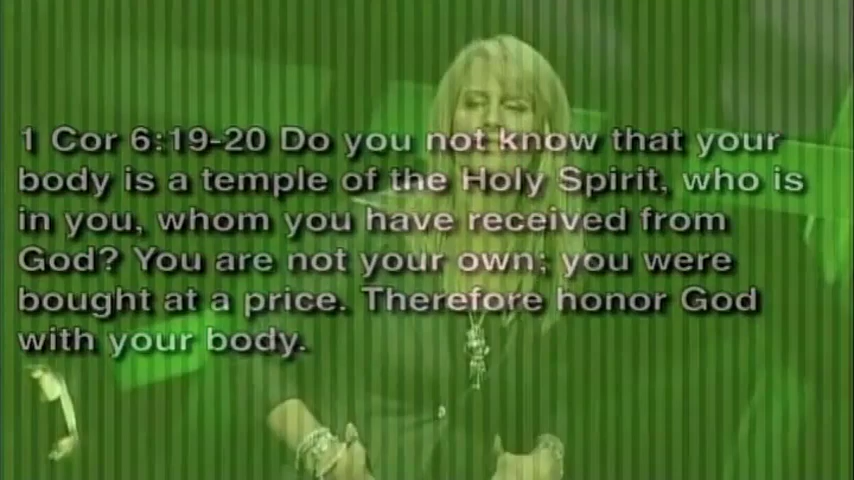 1 Cor 6:19-20 Do you not know that your
body is a temple of the Holy Spirit, who is
in you, whom you have received from
God? You are not your own; you were
bought at a price. Therefore honor God
with your body.